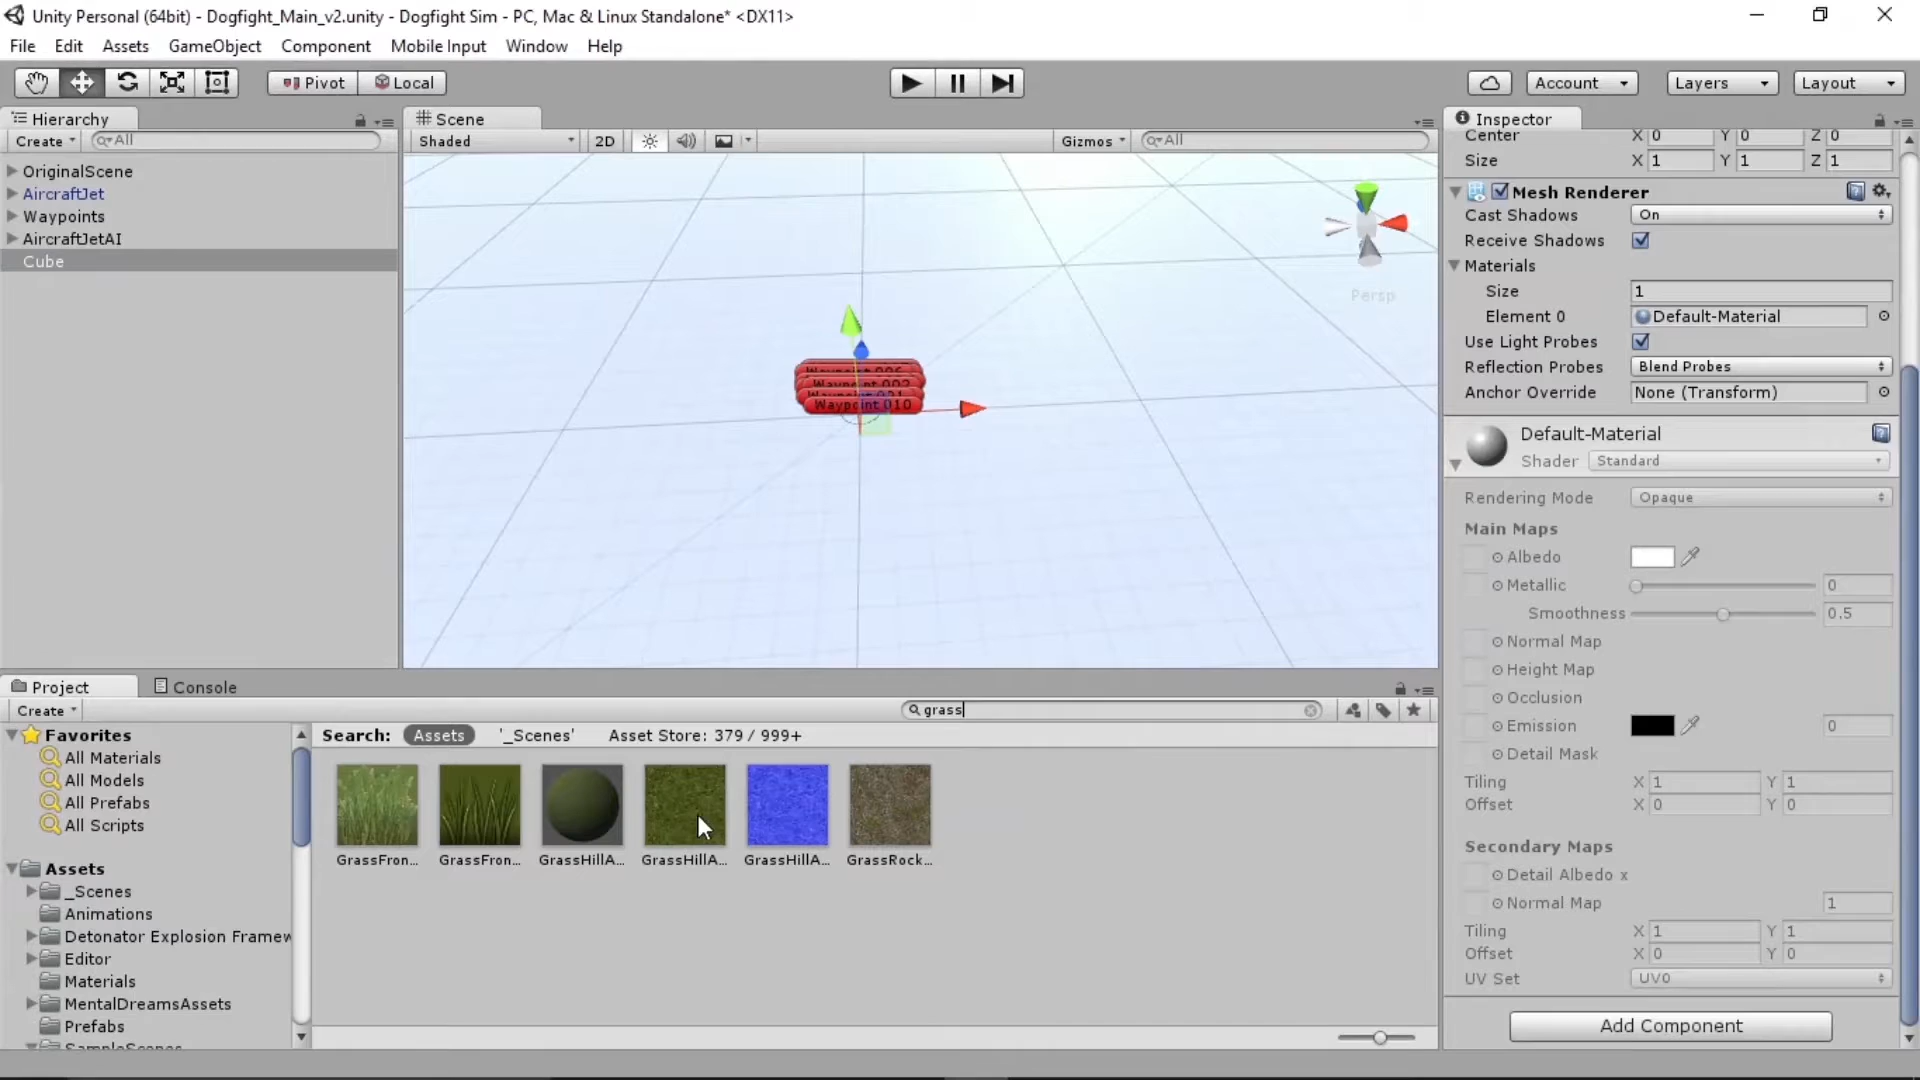 Unity Personal (64bit) - Dogfight_Main_v2.unity - Dogfight Sim - PC, Mac & Linux Standalone* <DX11>
File Edit Assets GameObject Component Mobile Input Window Help
Pivot Local Account Layers Layout
Hierarchy
Create All
OriginalScene
AircraftJet
Waypoints
AircraftJetAI
Cube
Scene
Shaded 2D Gizmos All
Persp
Waypoint 006
Waypoint 002
Waypoint 010
Inspector
Center X 0 Y 0 Z 0
Size X 1 Y 1 Z 1
Mesh Renderer
Cast Shadows On
Receive Shadows
Materials
Size 1
Element 0 Default-Material
Use Light Probes
Reflection Probes Blend Probes
Anchor Override None (Transform)
Default-Material
Shader Standard
Rendering Mode Opaque
Main Maps
Albedo
Metallic 0
Smoothness 0.5
Normal Map
Height Map
Occlusion
Emission 0
Detail Mask
Tiling X 1 Y 1
Offset X 0 Y 0
Secondary Maps
Detail Albedo x
Normal Map 1
Tiling X 1 Y 1
Offset X 0 Y 0
UV Set UV0
Add Component
Project Console
Create grass
Favorites
All Materials
All Models
All Prefabs
All Scripts
Assets
_Scenes
Animations
Detonator Explosion Framew
Editor
Materials
MentalDreamsAssets
Prefabs
SampleScenes
Search: Assets '_Scenes' Asset Store: 379 / 999+
GrassFron... GrassFron... GrassHillA... GrassHillA... GrassHillA... GrassRock...